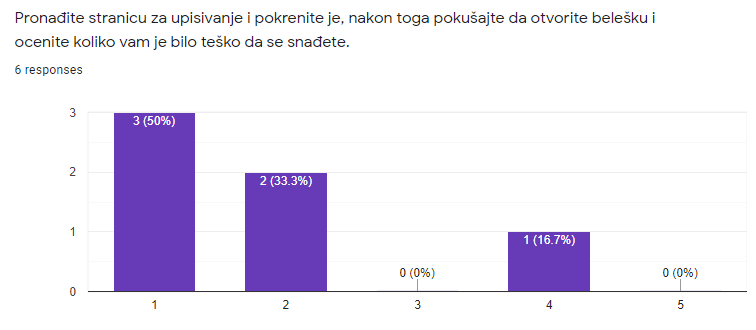 Pronađite stranicu za upisivanje i pokrenite je, nakon toga pokušajte da otvorite belešku i
ocenite koliko vam je bilo teško da se snađete.
6 responses
3
3 (50%)
2
2 (33.3%)
1
1 (16.7%)
0 (0%)
0 (0%)
0
1 2 3 4 5